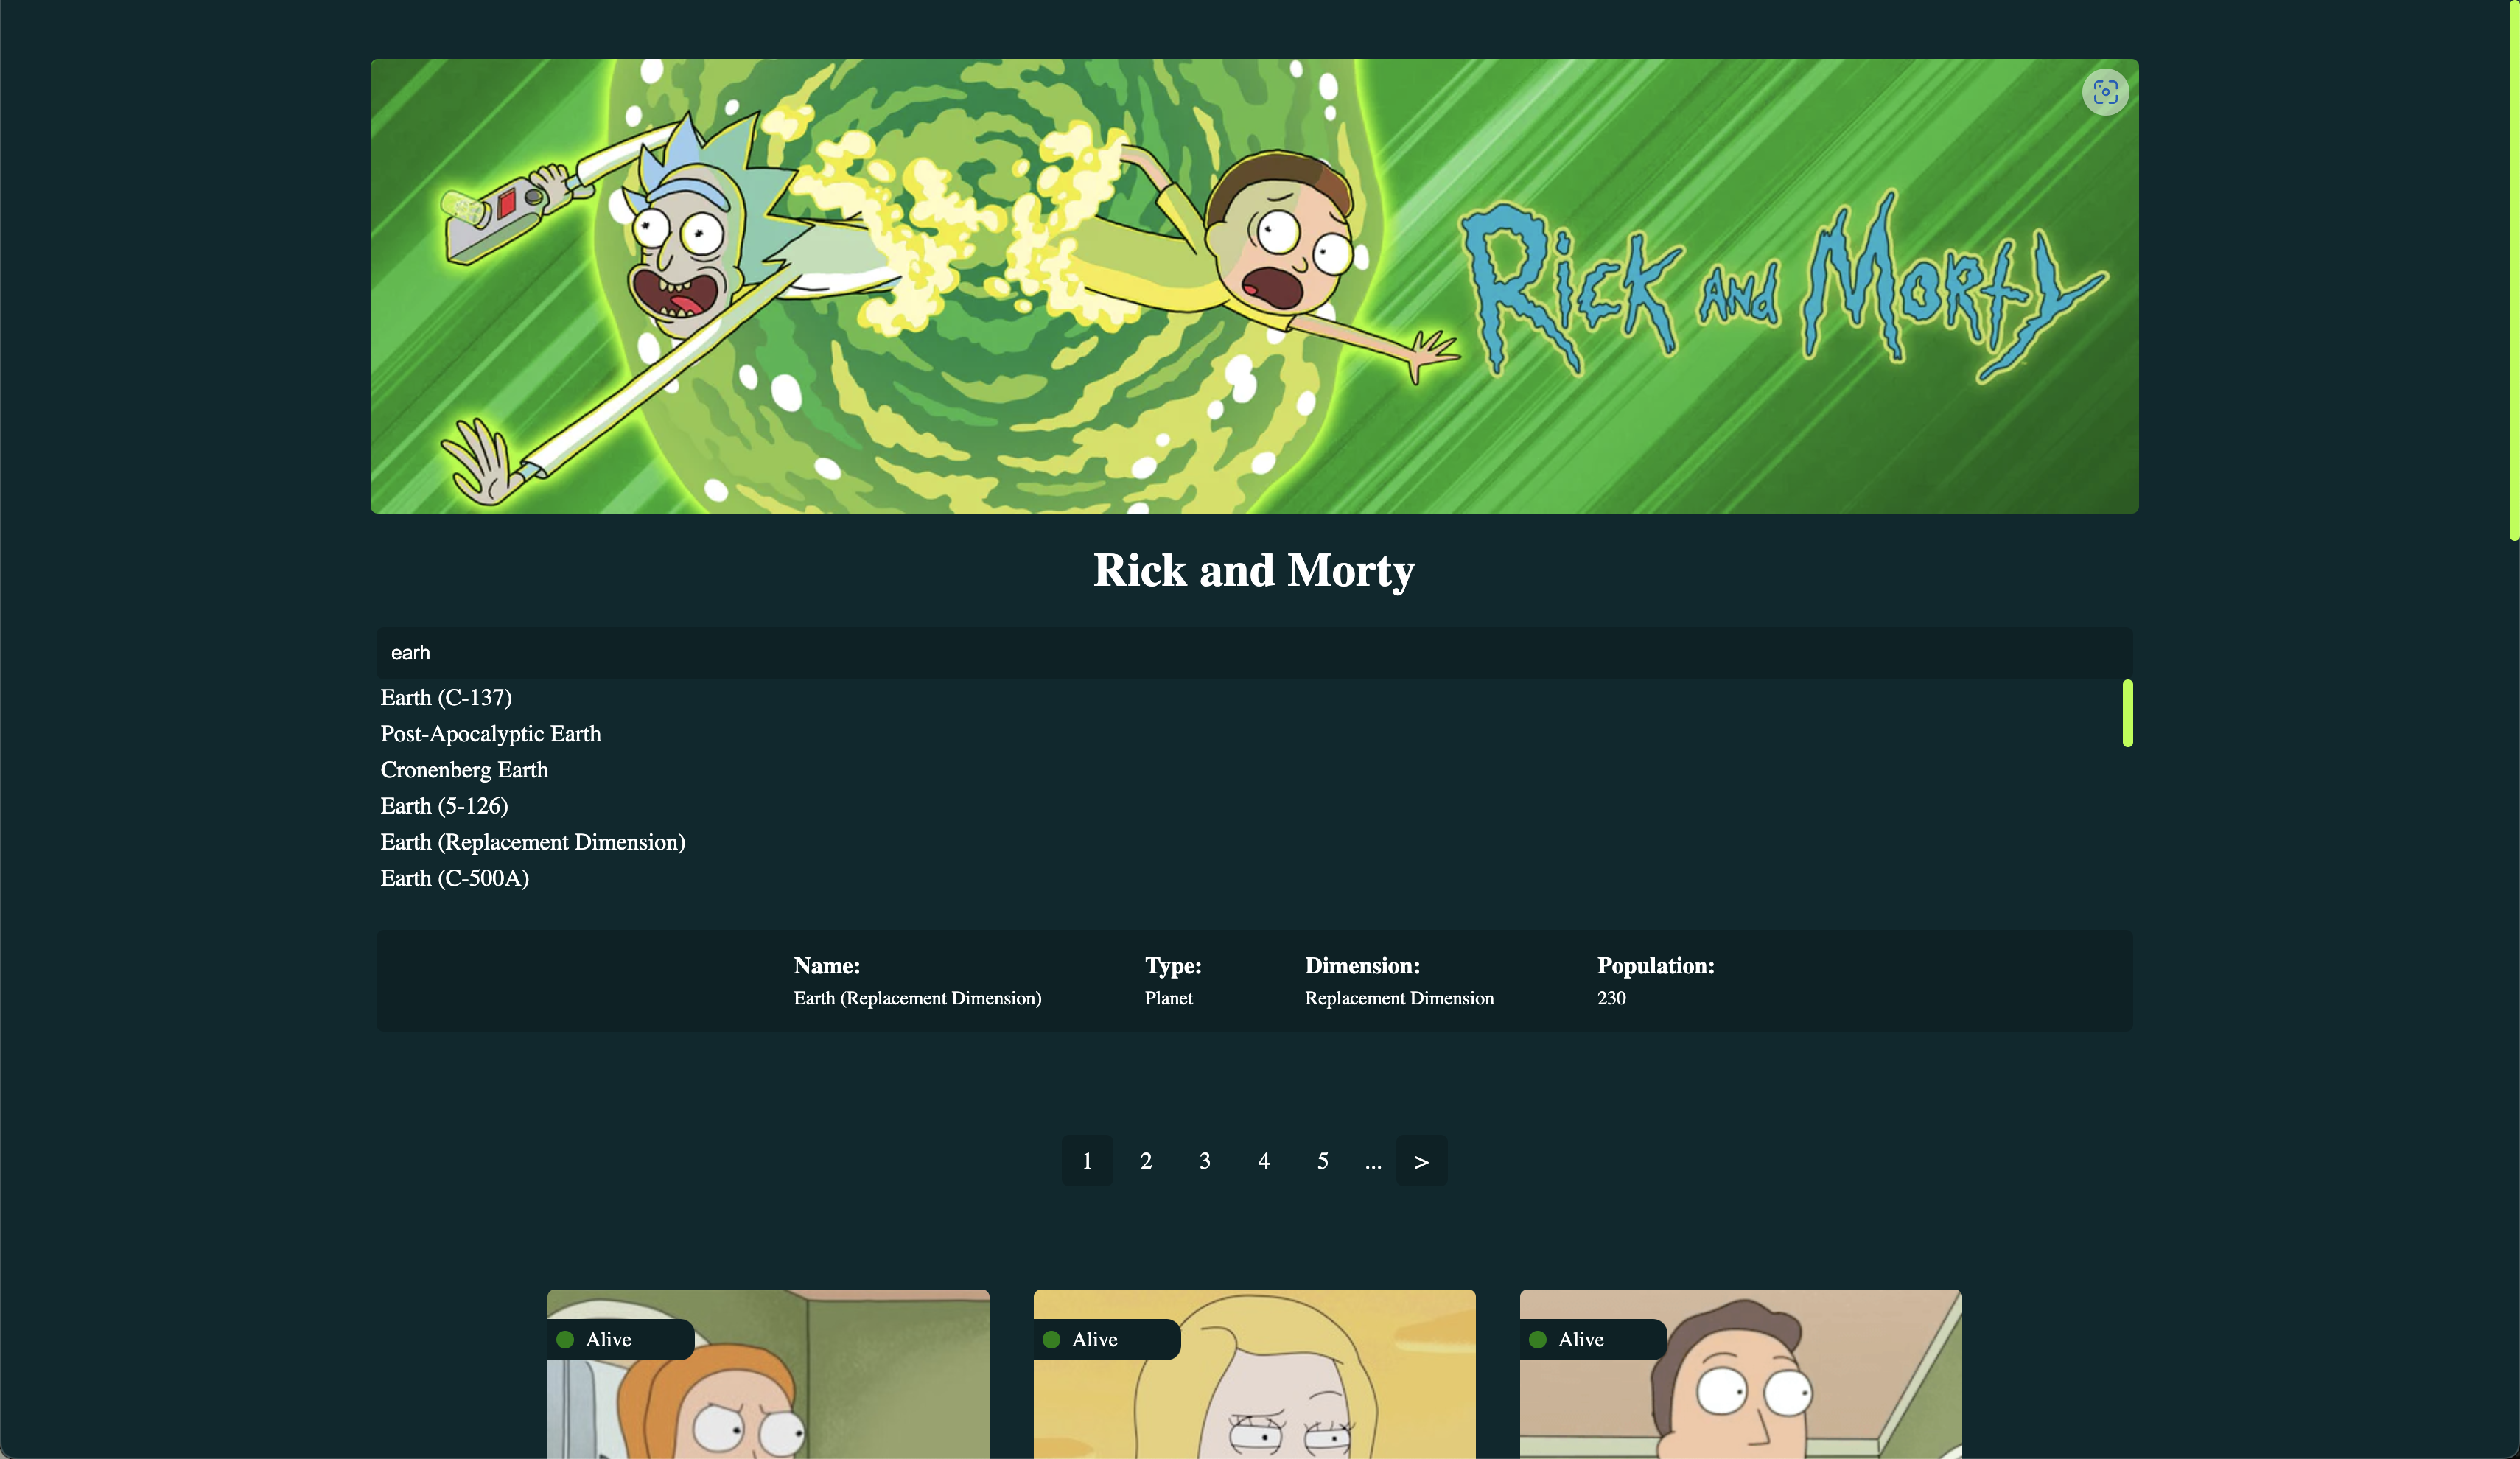 Rick and Morty
Rick and Morty
earh
Earth (C-137)
Post-Apocalyptic Earth
Cronenberg Earth
Earth (5-126)
Earth (Replacement Dimension)
Earth (C-500A)
Name: Type: Dimension: Population:
Earth (Replacement Dimension) Planet Replacement Dimension 230
1 2 3 4 5 ... >
Alive Alive Alive